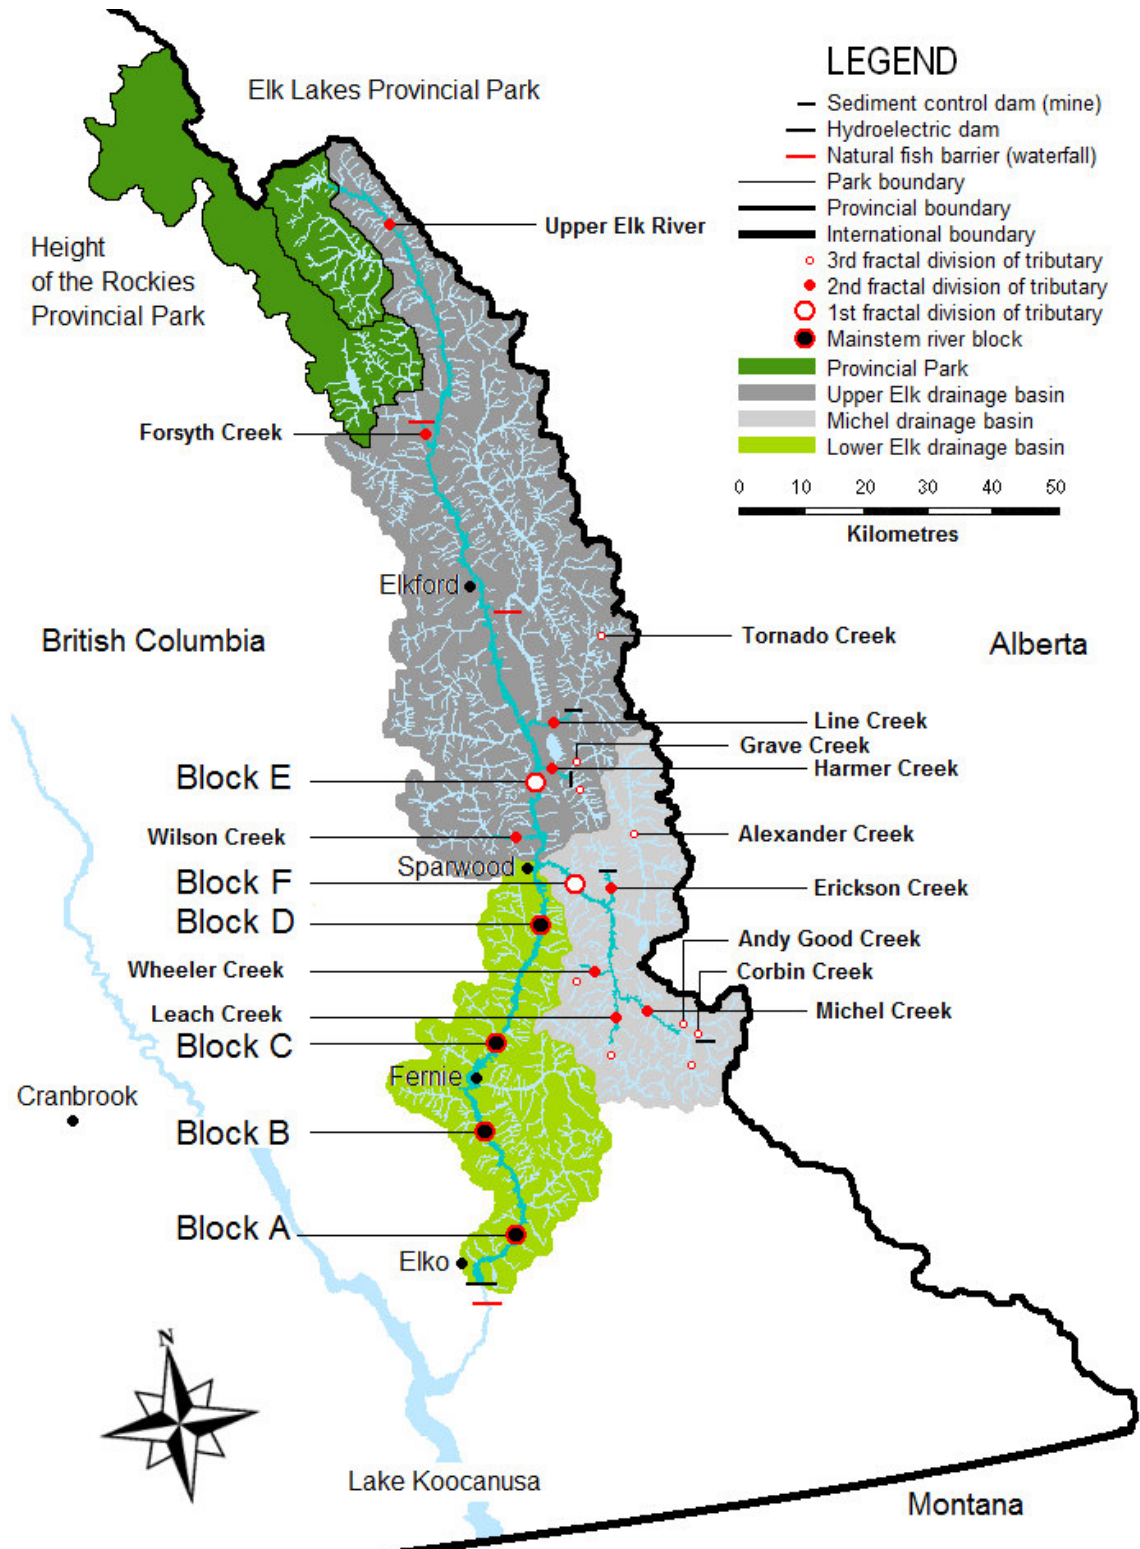 LEGEND
Elk Lakes Provincial Park
Sediment control dam (mine)
Hydroelectric dam
Natural fish barrier (waterfall)
Park boundary
Provincial boundary
International boundary
3rd fractal division of tributary
2nd fractal division of tributary
1st fractal division of tributary
Mainstem river block
Provincial Park
Upper Elk drainage basin
Michel drainage basin
Lower Elk drainage basin
0 10 20 30 40 50
Kilometres
Upper Elk River
Height
of the Rockies
Provincial Park
Forsyth Creek
Elkford
British Columbia
Tornado Creek
Alberta
Line Creek
Grave Creek
Harmer Creek
Block E
Wilson Creek
Alexander Creek
Sparwood
Block F
Erickson Creek
Block D
Andy Good Creek
Wheeler Creek
Corbin Creek
Leach Creek
Michel Creek
Block C
Fernie
Cranbrook
Block B
Block A
Elko
N
Lake Koocanusa
Montana